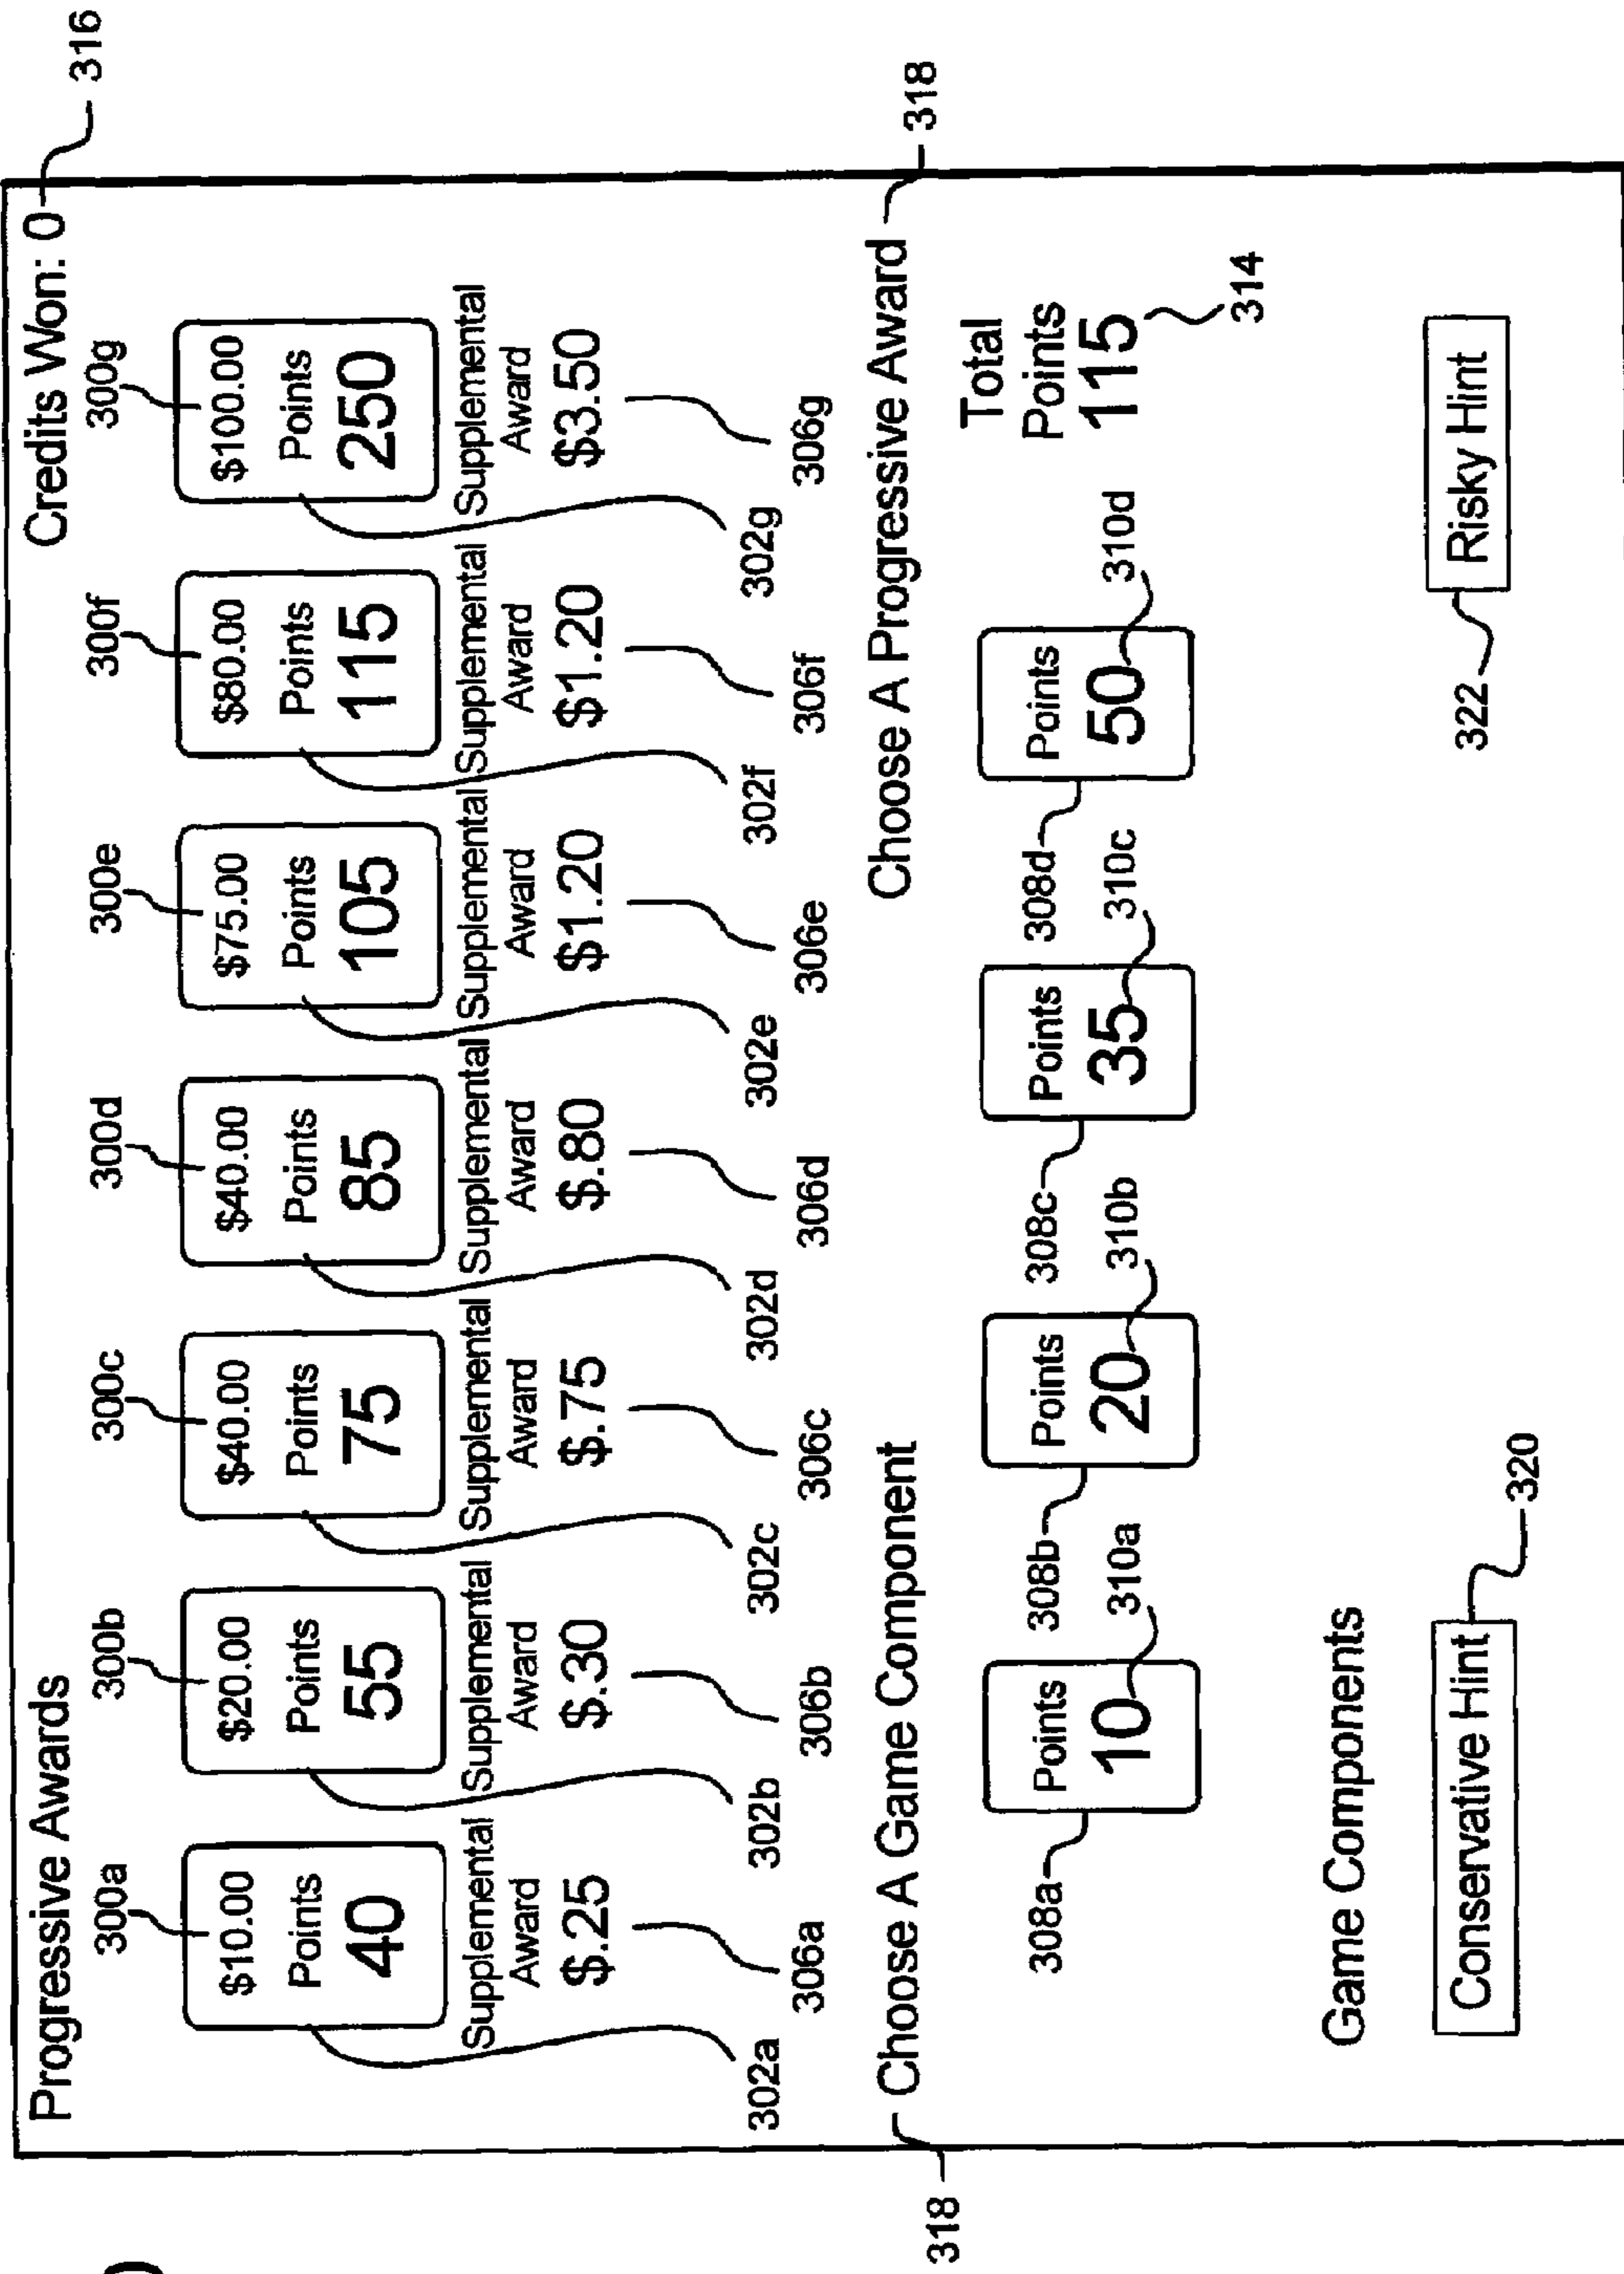 Progressive Awards Credits Won: 0 316
300a 300b 300c 300d 300e 300f 300g
$10.00 $20.00 $40.00 $40.00 $75.00 $80.00 $100.00
Points Points Points Points Points Points Points
40 55 75 85 105 115 250
Supplemental Supplemental Supplemental Supplemental Supplemental Supplemental Supplemental
Award Award Award Award Award Award Award
$.25 $.30 $.75 $.80 $1.20 $1.20 $3.50
302a 302b 302c 302d 302e 302f 302g
306a 306b 306c 306d 306e 306f 306g
318 Choose A Game Component Choose A Progressive Award 318
Total
Points
115
314
308a 308b 308c 308d
Points Points Points Points
10 20 35 50
310a 310b 310c 310d
Game Components
Conservative Hint 320
322 Risky Hint